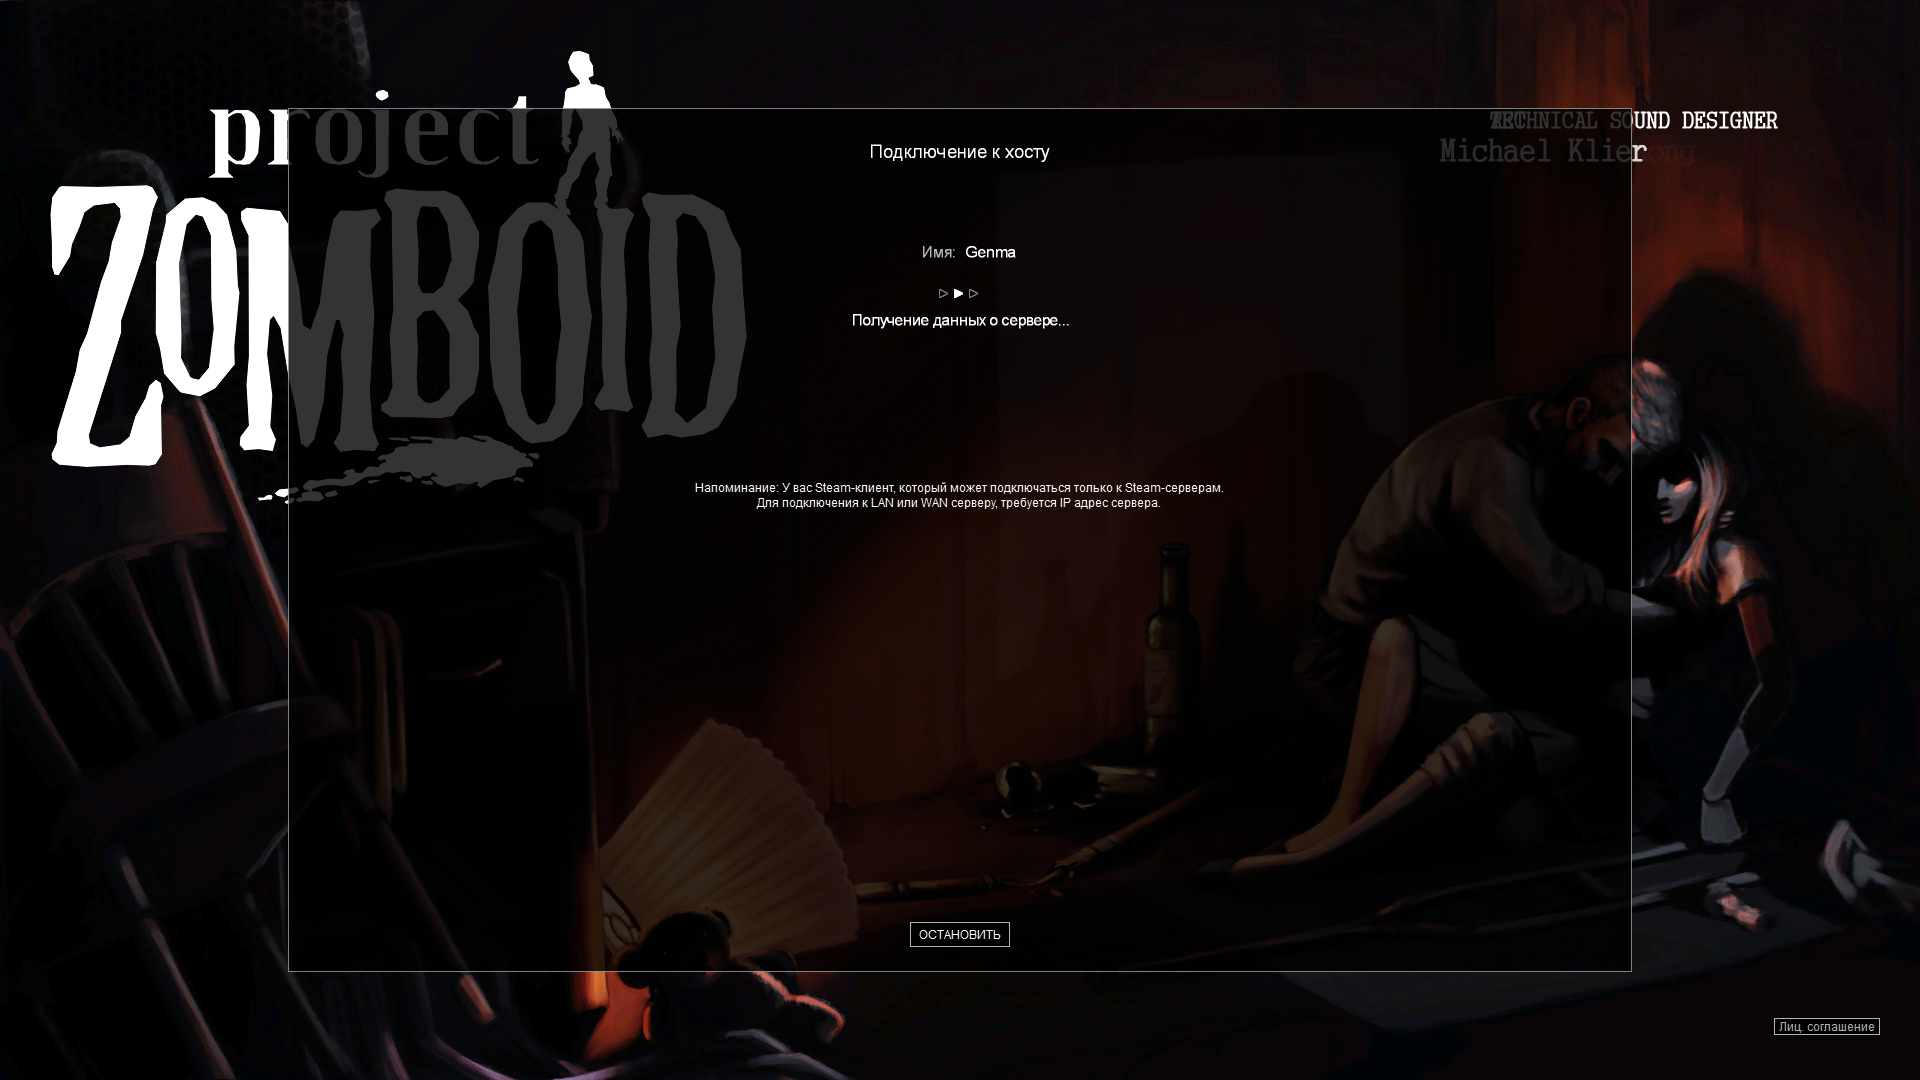 project
ZOMBOID
TECHNICAL SOUND DESIGNER
Michael Klier
Подключение к хосту
Имя: Genma
Получение данных о сервере...
Напоминание: У вас Steam-клиент, который может подключаться только к Steam-серверам.
Для подключения к LAN или WAN серверу, требуется IP адрес сервера.
ОСТАНОВИТЬ
Лиц. соглашение